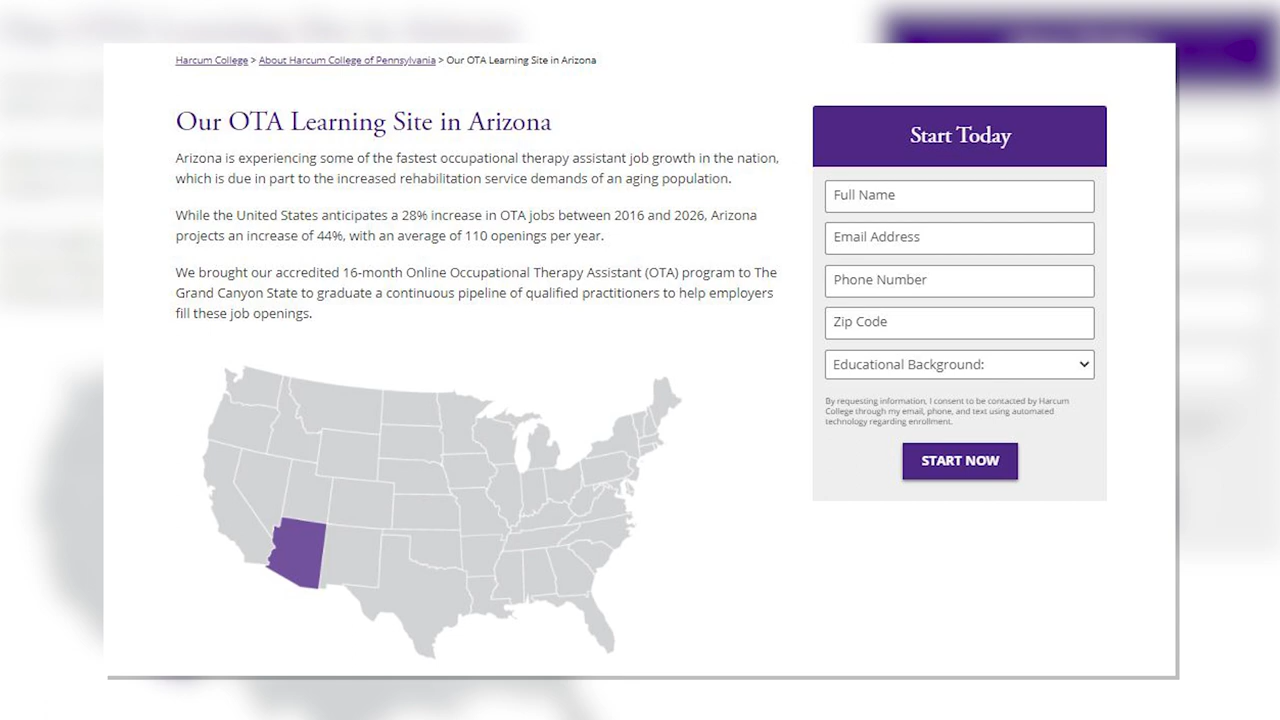 Harcum College > About Harcum College of Pennsylvania > Our OTA Learning Site in Arizona
Our OTA Learning Site in Arizona
Arizona is experiencing some of the fastest occupational therapy assistant job growth in the nation,
which is due in part to the increased rehabilitation service demands of an aging population.
While the United States anticipates a 28% increase in OTA jobs between 2016 and 2026, Arizona
projects an increase of 44%, with an average of 110 openings per year.
We brought our accredited 16-month Online Occupational Therapy Assistant (OTA) program to The
Grand Canyon State to graduate a continuous pipeline of qualified practitioners to help employers
fill these job openings.
Start Today
Full Name
Email Address
Phone Number
Zip Code
Educational Background:
By requesting information, I consent to be contacted by Harcum
College through my email, phone, and text using automated
technology regarding enrollment.
START NOW